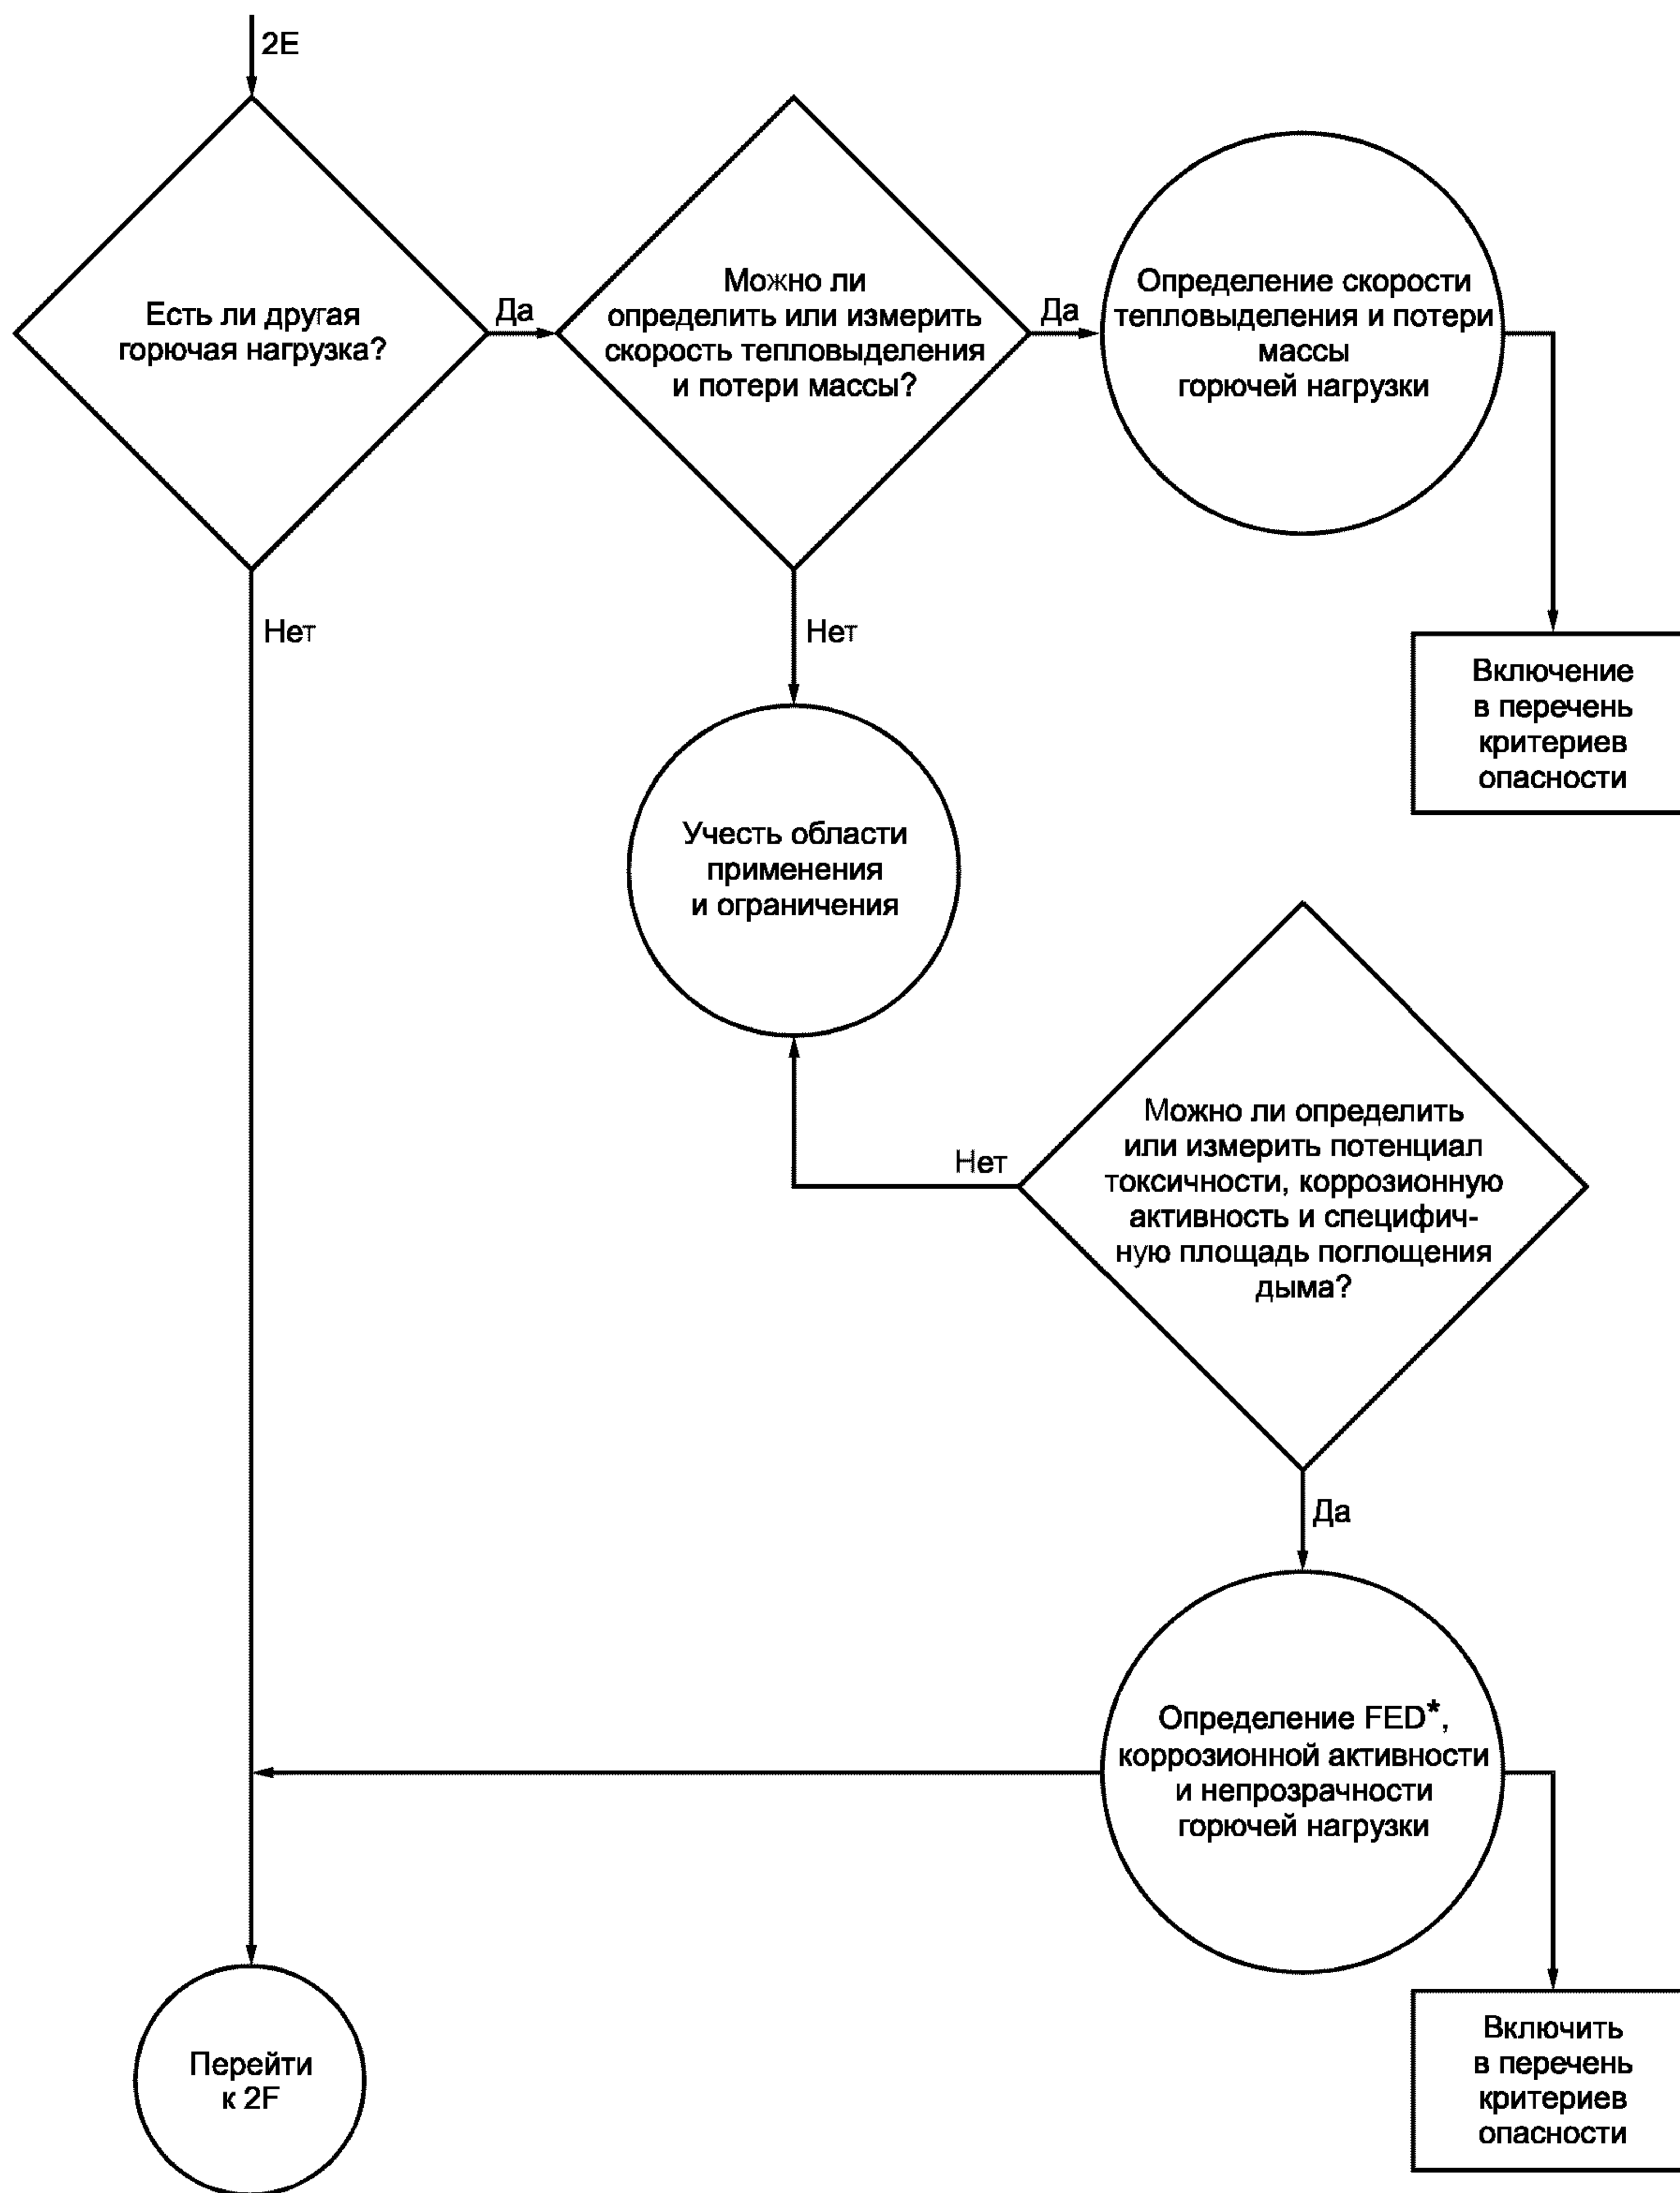 2E
Есть ли другая
горючая нагрузка?
Да
Можно ли
определить или измерить
скорость тепловыделения
и потери массы?
Да
Определение скорости
тепловыделения и потери
массы
горючей нагрузки
Нет
Нет
Включение
в перечень
критериев
опасности
Учесть области
применения
и ограничения
Можно ли определить
или измерить потенциал
токсичности, коррозионную
активность и специфич-
ную площадь поглощения
дыма?
Нет
Да
Определение FED*,
коррозионной активности
и непрозрачности
горючей нагрузки
Перейти
к 2F
Включить
в перечень
критериев
опасности